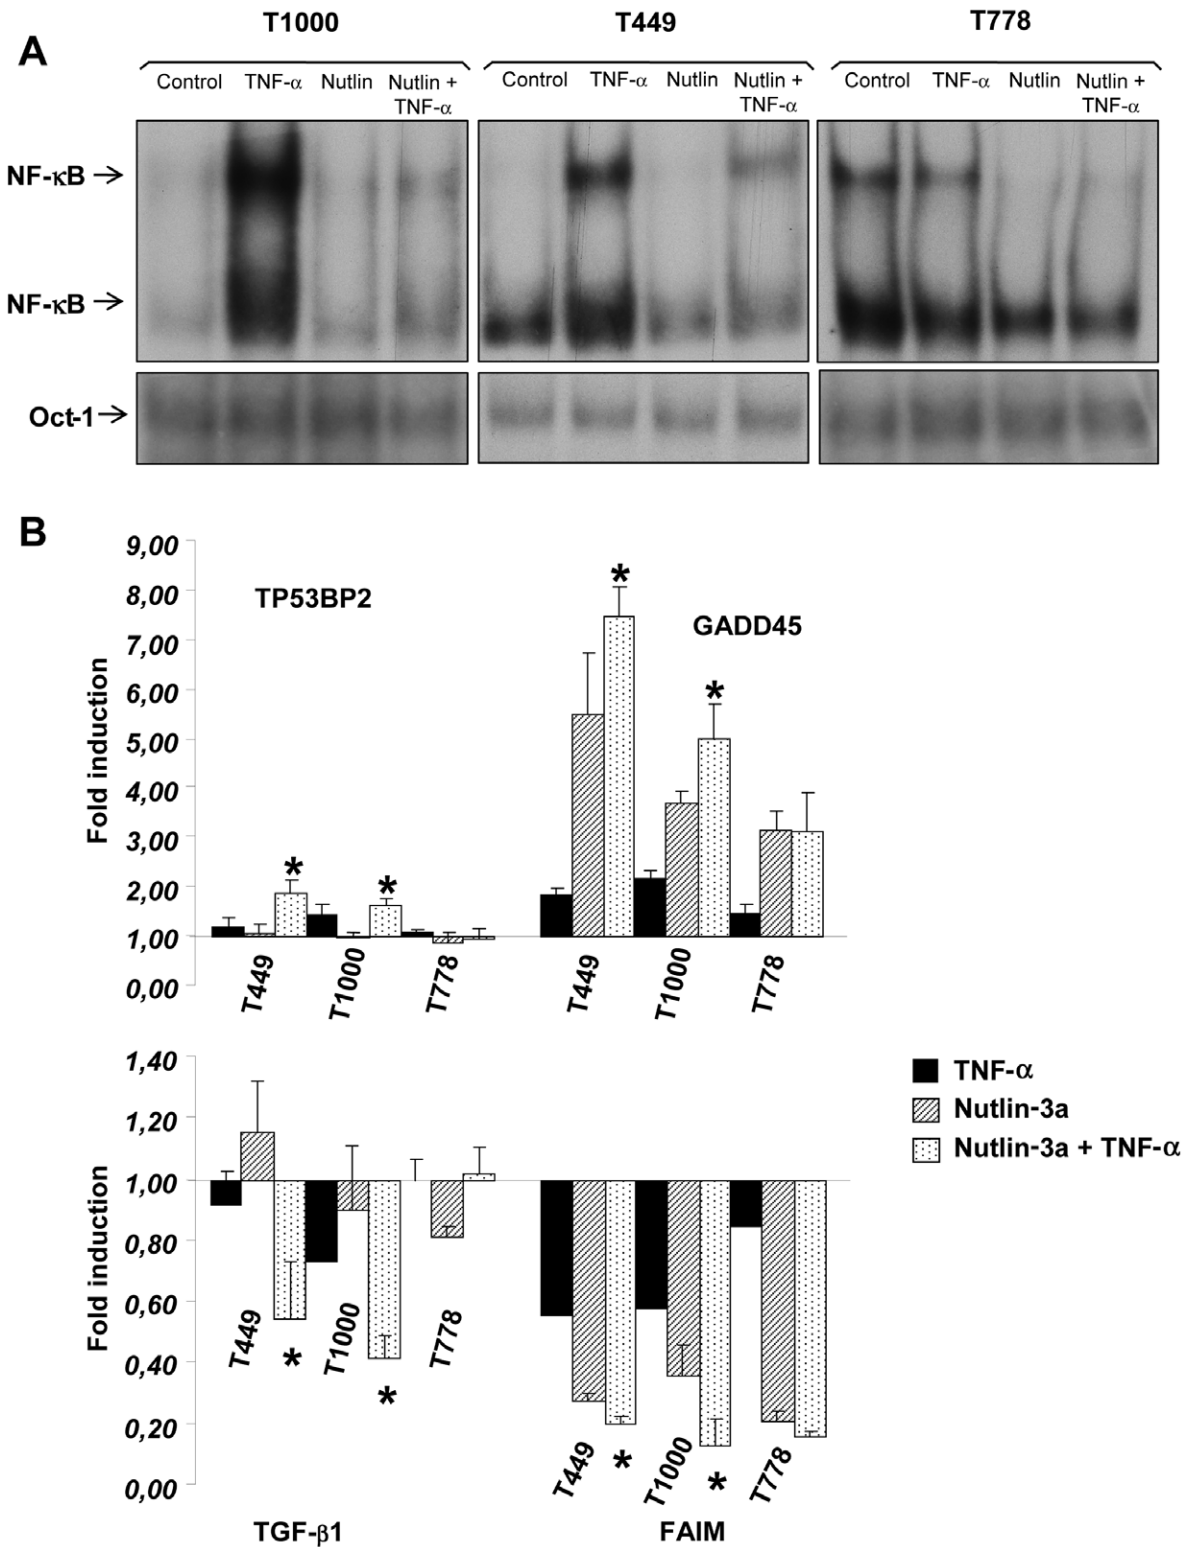 T1000 T449 T778
A
Control TNF-α Nutlin Nutlin + TNF-α Control TNF-α Nutlin Nutlin + TNF-α Control TNF-α Nutlin Nutlin + TNF-α
NF-κB
NF-κB
Oct-1
B
9,00
8,00
7,00
6,00
5,00
4,00
3,00
2,00
1,00
0,00
Fold induction
TP53BP2
GADD45
*
*
*
*
T449 T1000 T778 T449 T1000 T778
1,40
1,20
1,00
0,80
0,60
0,40
0,20
0,00
Fold induction
TNF-α
Nutlin-3a
Nutlin-3a + TNF-α
T449 T1000 T778
*
*
T449 T1000 T778
*
*
TGF-β1 FAIM